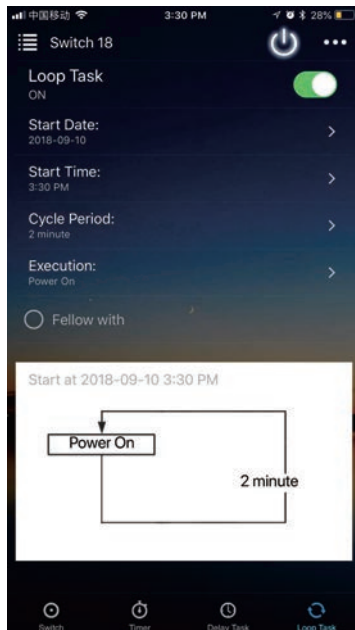 中国移动 3:30 PM 28%
Switch 18
Loop Task
ON
Start Date:
2018-09-10
Start Time:
3:30 PM
Cycle Period:
2 minute
Execution:
Power On
Fellow with
Start at 2018-09-10 3:30 PM
Power On
2 minute
Switch Timer Delay Task Loop Task